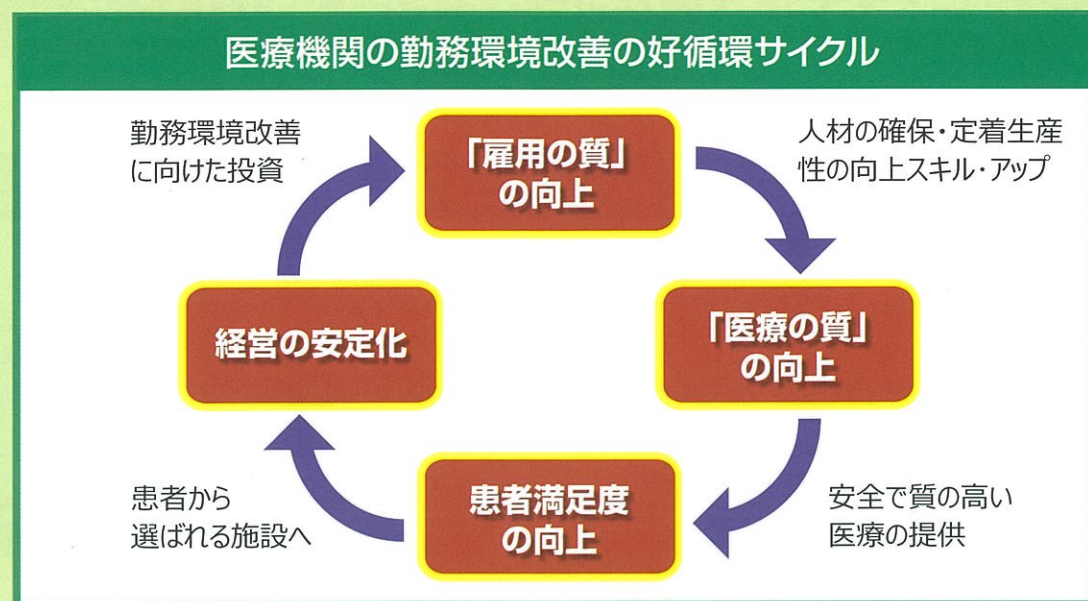 医療機関の勤務環境改善の好循環サイクル
勤務環境改善
に向けた投資
「雇用の質」
の向上
人材の確保・定着生産
性の向上スキル・アップ
経営の安定化
「医療の質」
の向上
患者から
選ばれる施設へ
患者満足度
の向上
安全で質の高い
医療の提供